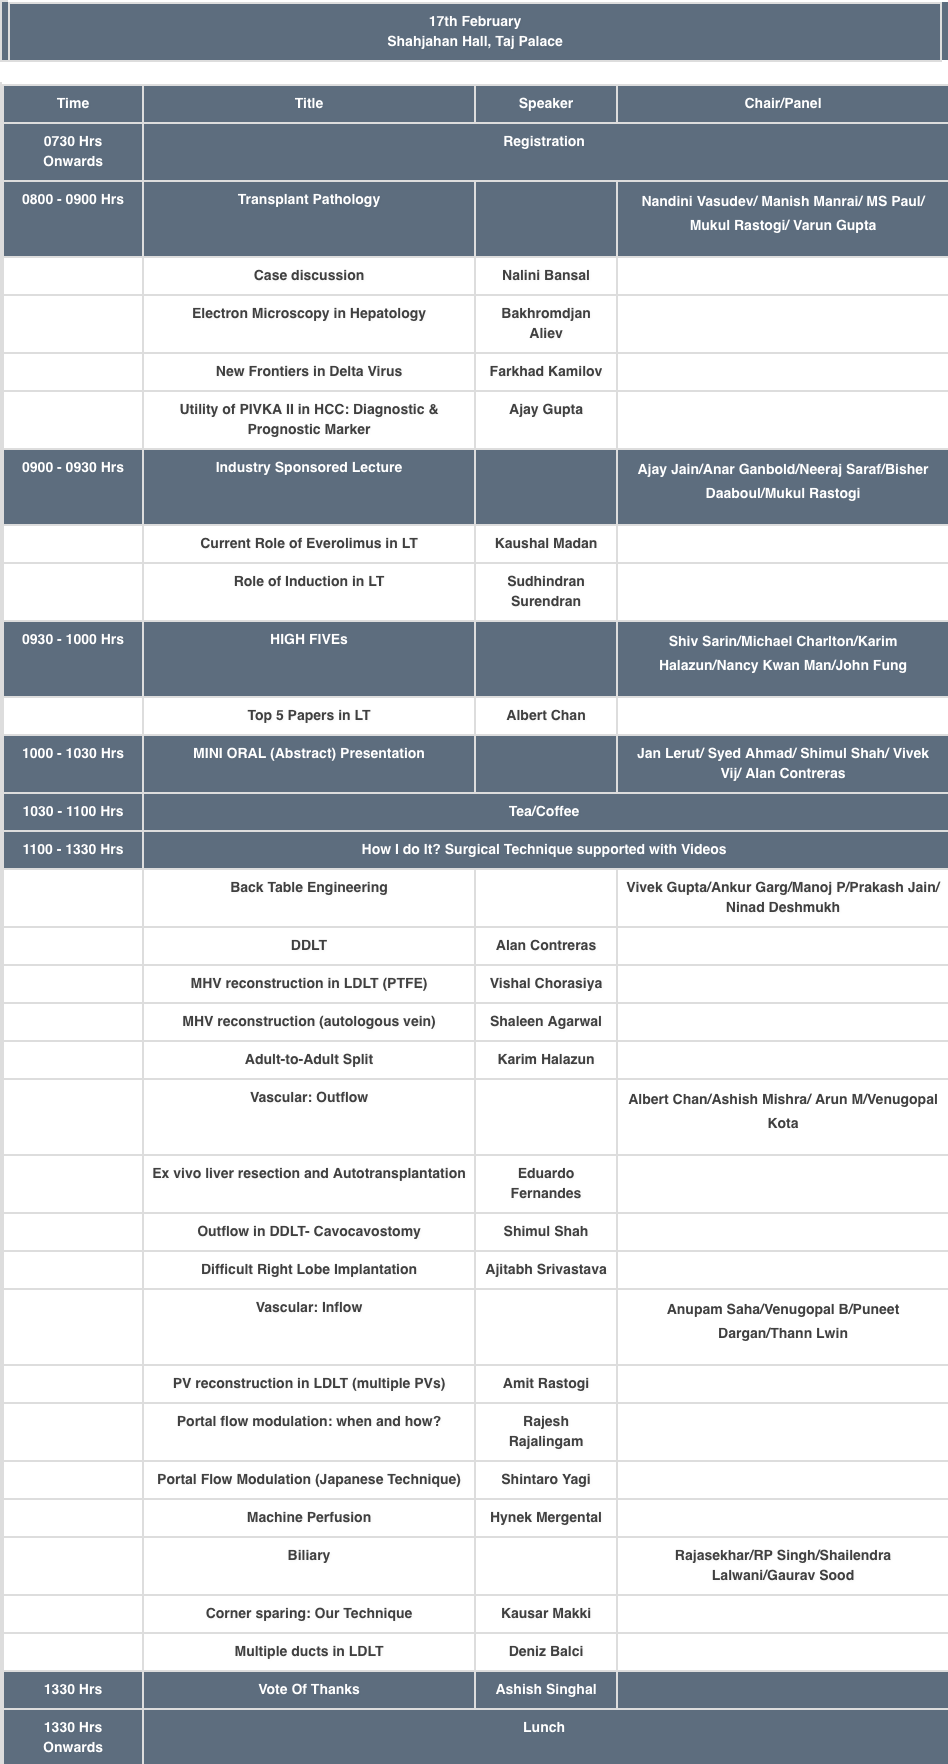 17th February
Shahjahan Hall, Taj Palace
Time Title Speaker Chair/Panel
0730 Hrs Onwards Registration
0800 - 0900 Hrs Transplant Pathology Nandini Vasudev/ Manish Manrai/ MS Paul/ Mukul Rastogi/ Varun Gupta
Case discussion Nalini Bansal
Electron Microscopy in Hepatology Bakhromdjan Aliev
New Frontiers in Delta Virus Farkhad Kamilov
Utility of PIVKA II in HCC: Diagnostic & Prognostic Marker Ajay Gupta
0900 - 0930 Hrs Industry Sponsored Lecture Ajay Jain/Anar Ganbold/Neeraj Saraf/Bisher Daaboul/Mukul Rastogi
Current Role of Everolimus in LT Kaushal Madan
Role of Induction in LT Sudhindran Surendran
0930 - 1000 Hrs HIGH FIVEs Shiv Sarin/Michael Charlton/Karim Halazun/Nancy Kwan Man/John Fung
Top 5 Papers in LT Albert Chan
1000 - 1030 Hrs MINI ORAL (Abstract) Presentation Jan Lerut/ Syed Ahmad/ Shimul Shah/ Vivek Vij/ Alan Contreras
1030 - 1100 Hrs Tea/Coffee
1100 - 1330 Hrs How I do It? Surgical Technique supported with Videos
Back Table Engineering Vivek Gupta/Ankur Garg/Manoj P/Prakash Jain/ Ninad Deshmukh
DDLT Alan Contreras
MHV reconstruction in LDLT (PTFE) Vishal Chorasiya
MHV reconstruction (autologous vein) Shaleen Agarwal
Adult-to-Adult Split Karim Halazun
Vascular: Outflow Albert Chan/Ashish Mishra/ Arun M/Venugopal Kota
Ex vivo liver resection and Autotransplantation Eduardo Fernandes
Outflow in DDLT- Cavocavostomy Shimul Shah
Difficult Right Lobe Implantation Ajitabh Srivastava
Vascular: Inflow Anupam Saha/Venugopal B/Puneet Dargan/Thann Lwin
PV reconstruction in LDLT (multiple PVs) Amit Rastogi
Portal flow modulation: when and how? Rajesh Rajalingam
Portal Flow Modulation (Japanese Technique) Shintaro Yagi
Machine Perfusion Hynek Mergental
Biliary Rajasekhar/RP Singh/Shailendra Lalwani/Gaurav Sood
Corner sparing: Our Technique Kausar Makki
Multiple ducts in LDLT Deniz Balci
1330 Hrs Vote Of Thanks Ashish Singhal
1330 Hrs Onwards Lunch